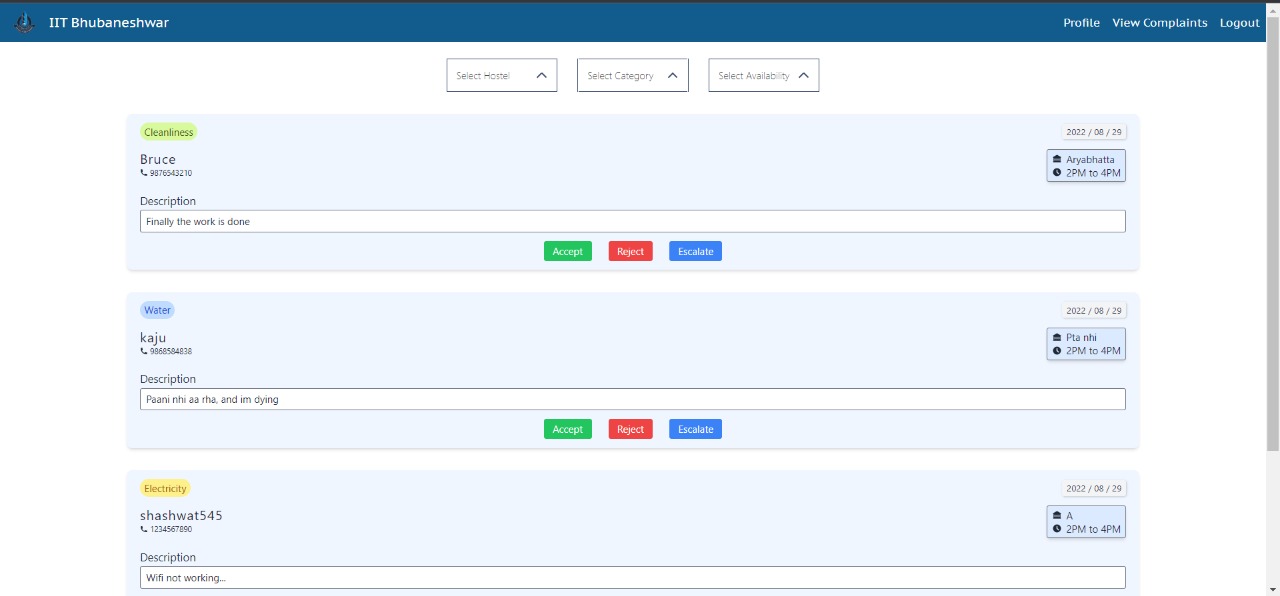 IIT Bhubaneshwar
Profile View Complaints Logout
Select Hostel Select Category Select Availability
Cleanliness 2022 / 08 / 29
Bruce
9876543210
Aryabhatta
2PM to 4PM
Description
Finally the work is done
Accept Reject Escalate
Water 2022 / 08 / 29
kaju
9868584838
Pta nhi
2PM to 4PM
Description
Paani nhi aa rha, and im dying
Accept Reject Escalate
Electricity 2022 / 08 / 29
shashwat545
1234567890
A
2PM to 4PM
Description
Wifi not working...